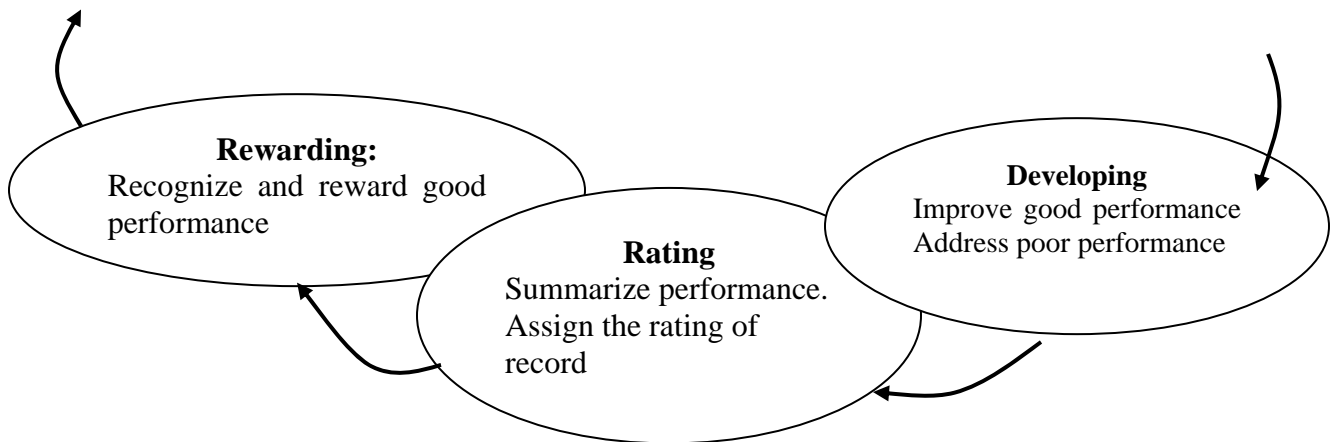 Rewarding:
Recognize and reward good
performance
Rating
Summarize performance.
Assign the rating of
record
Developing
Improve good performance
Address poor performance